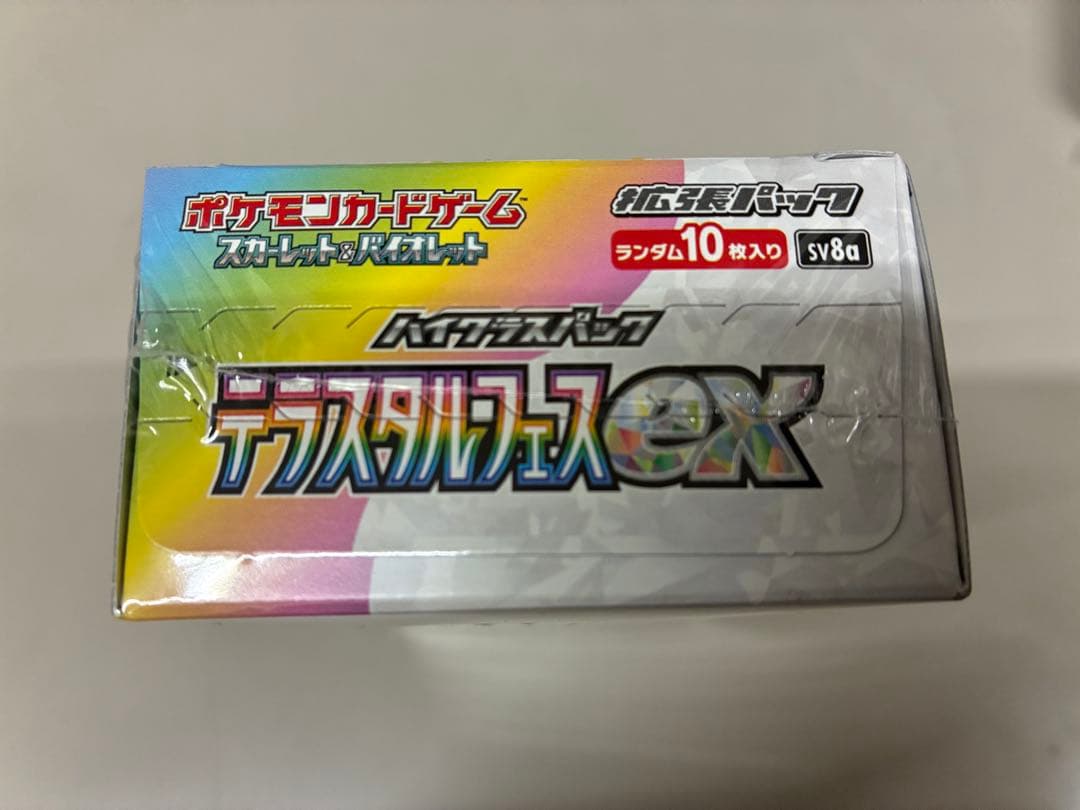 ポケモンカードゲーム™
スカーレット&バイオレット
拡張パック
ランダム10枚入り SV8a
ハイクラスパック
テラスタルフェスex